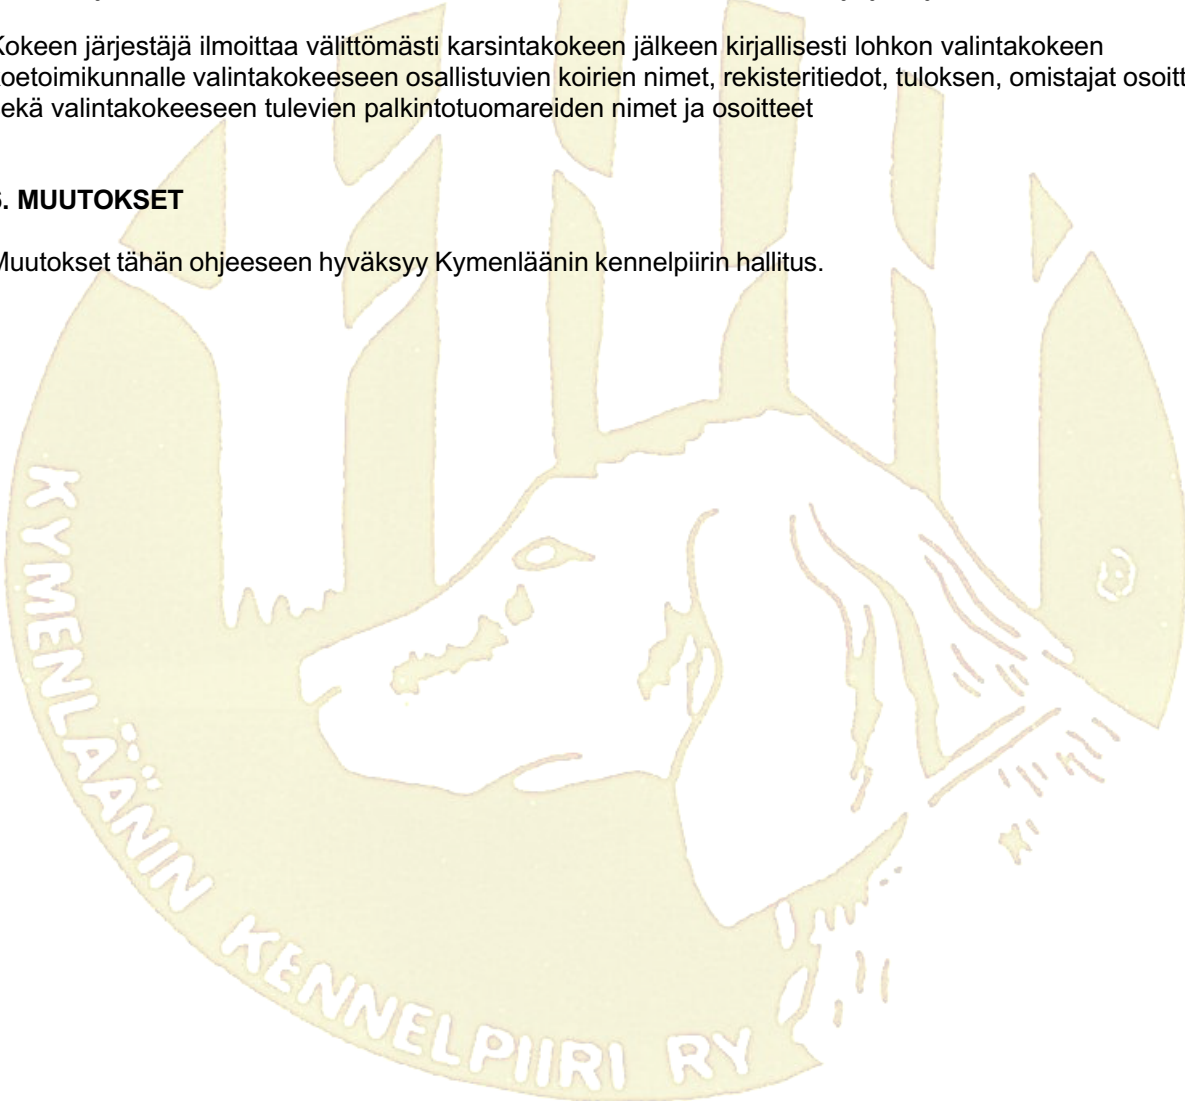 Kokeen järjestäjä ilmoittaa välittömästi karsintakokeen jälkeen kirjallisesti lohkon valintakokeen
koetoimikunnalle valintakokeeseen osallistuvien koirien nimet, rekisteritiedot, tuloksen, omistajat
sekä valintakokeeseen tulevien palkintotuomareiden nimet ja osoitteet
. MUUTOKSET
Muutokset tähän ohjeeseen hyväksyy Kymenläänin kennelpiirin hallitus.
KYMENLÄÄNIN KENNELPIIRI RY